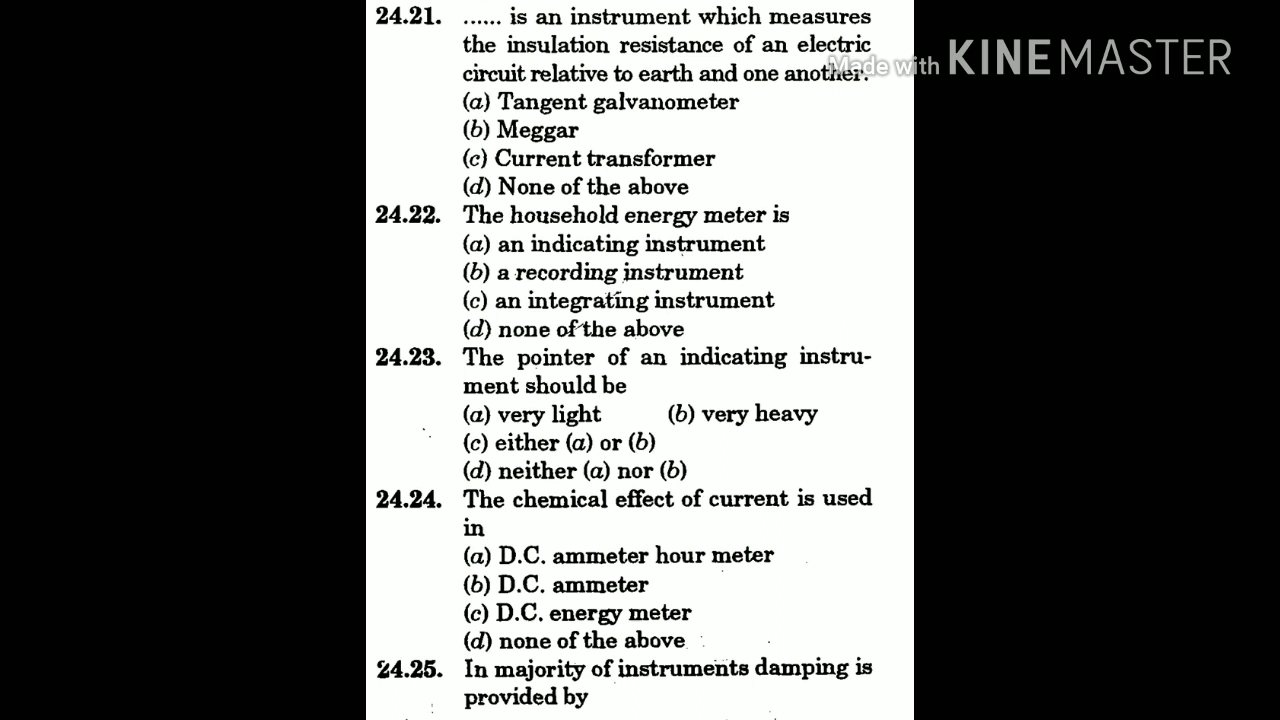 24.21. ...... is an instrument which measures
the insulation resistance of an electric
circuit relative to earth and one another.
(a) Tangent galvanometer
(b) Meggar
(c) Current transformer
(d) None of the above
24.22. The household energy meter is
(a) an indicating instrument
(b) a recording instrument
(c) an integrating instrument
(d) none of the above
24.23. The pointer of an indicating instru-
ment should be
(a) very light (b) very heavy
(c) either (a) or (b)
(d) neither (a) nor (b)
24.24. The chemical effect of current is used
in
(a) D.C. ammeter hour meter
(b) D.C. ammeter
(c) D.C. energy meter
(d) none of the above
24.25. In majority of instruments damping is
provided by
Made with KINEMASTER